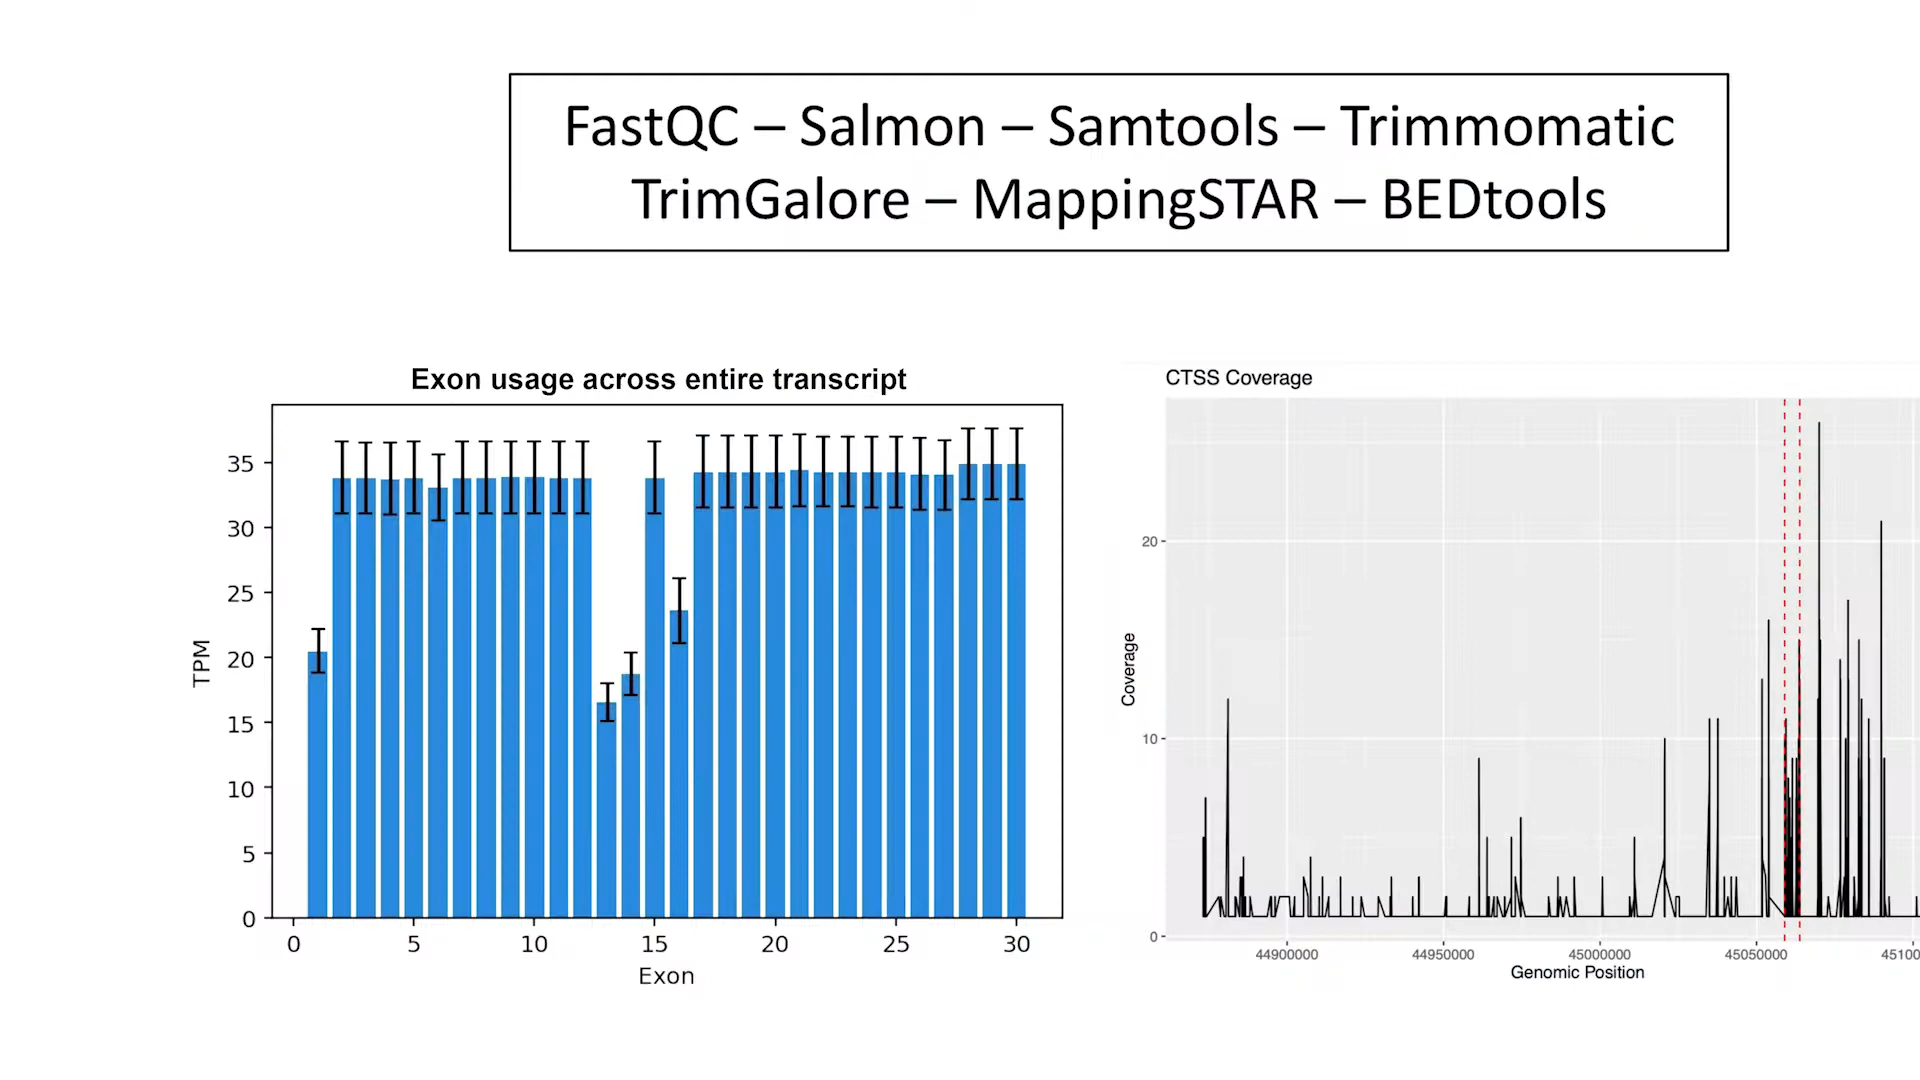 FastQC – Salmon – Samtools – Trimmomatic
TrimGalore – MappingSTAR – BEDtools
Exon usage across entire transcript
35
30
25
20
15
10
5
0
TPM
0 5 10 15 20 25 30
Exon
CTSS Coverage
20
10
0
Coverage
44900000 44950000 45000000 45050000 45100
Genomic Position